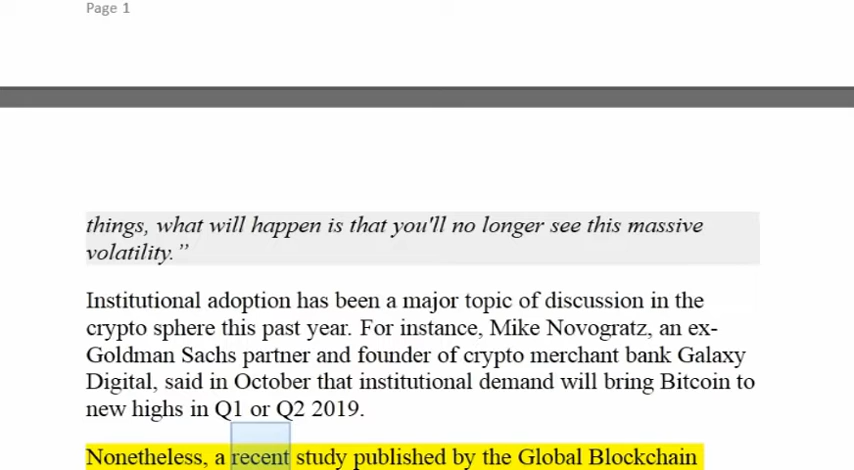 Page 1
things, what will happen is that you'll no longer see this massive
volatility.”
Institutional adoption has been a major topic of discussion in the
crypto sphere this past year. For instance, Mike Novogratz, an ex-
Goldman Sachs partner and founder of crypto merchant bank Galaxy
Digital, said in October that institutional demand will bring Bitcoin to
new highs in Q1 or Q2 2019.
Nonetheless, a recent study published by the Global Blockchain